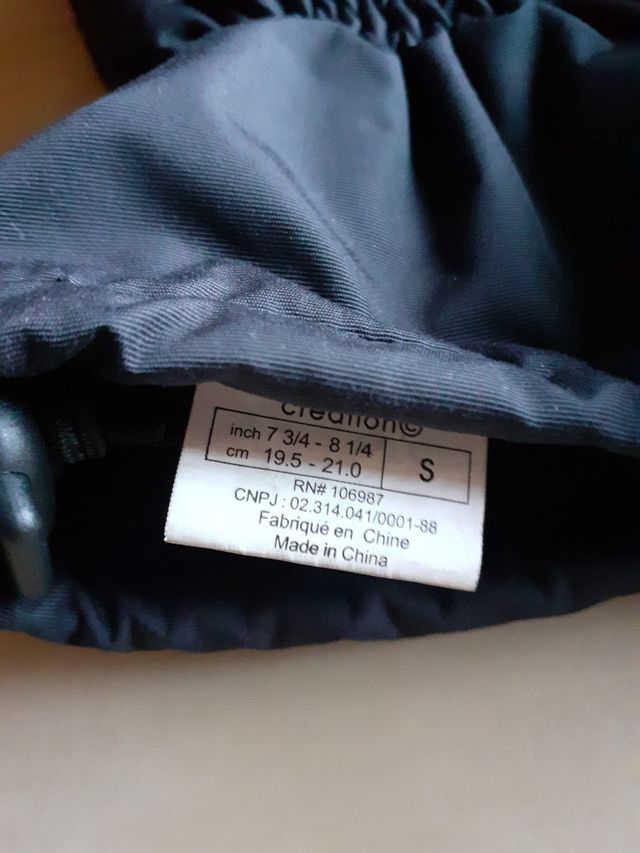 creation©
inch 7 3/4 - 8 1/4
cm 19.5 - 21.0
S
RN# 106987
CNPJ : 02.314.041/0001-88
Fabriqué en Chine
Made in China